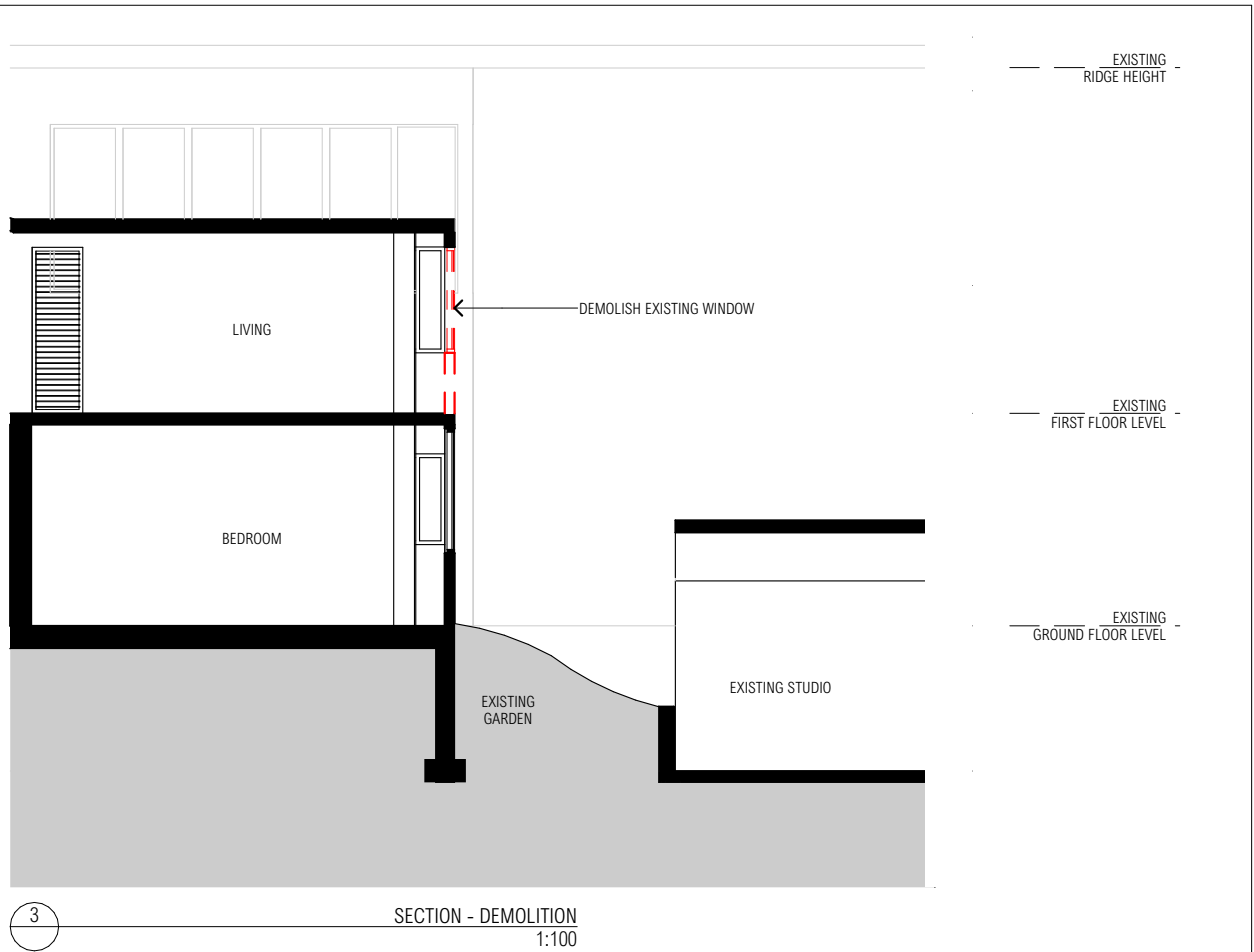 EXISTING
RIDGE HEIGHT
DEMOLISH EXISTING WINDOW
LIVING
EXISTING
FIRST FLOOR LEVEL
BEDROOM
EXISTING
GROUND FLOOR LEVEL
EXISTING STUDIO
EXISTING
GARDEN
3
SECTION - DEMOLITION
1:100